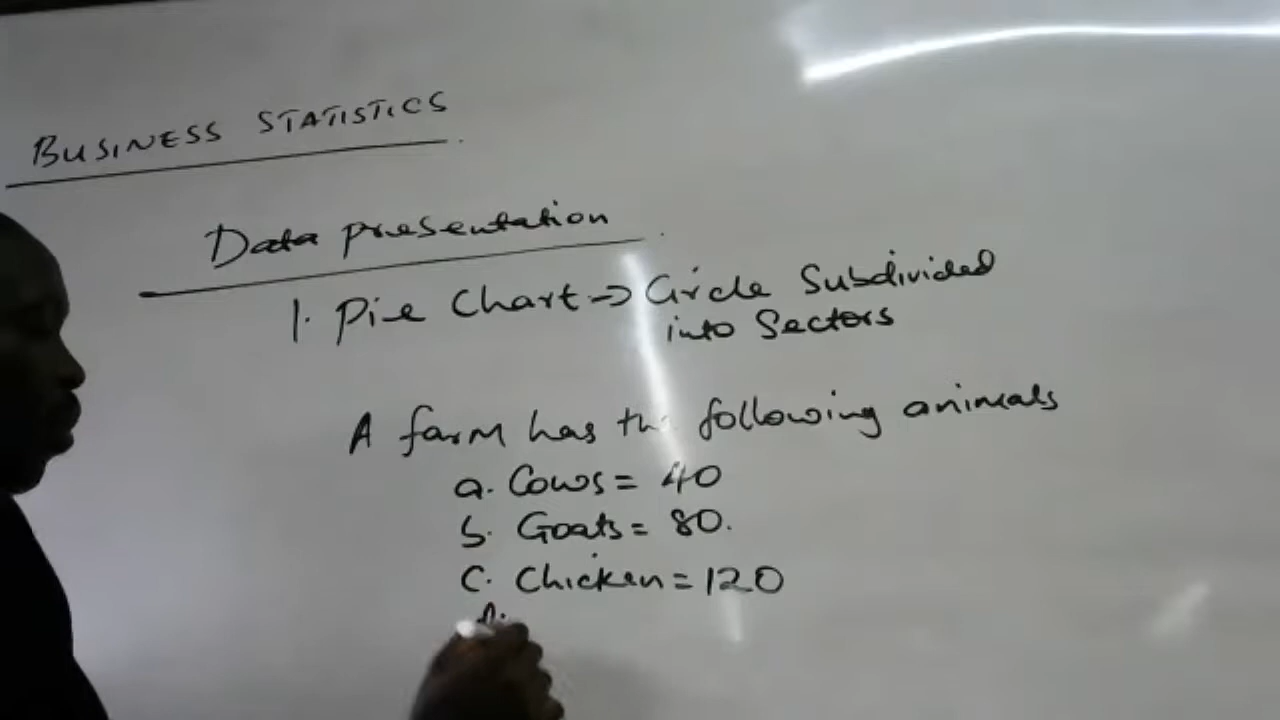 BUSINESS STATISTICS
Data presentation
1. Pie Chart -> Circle Subdivided
into Sectors
A farm has the following animals
a. Cows = 40
b. Goats = 80.
C. Chicken = 120